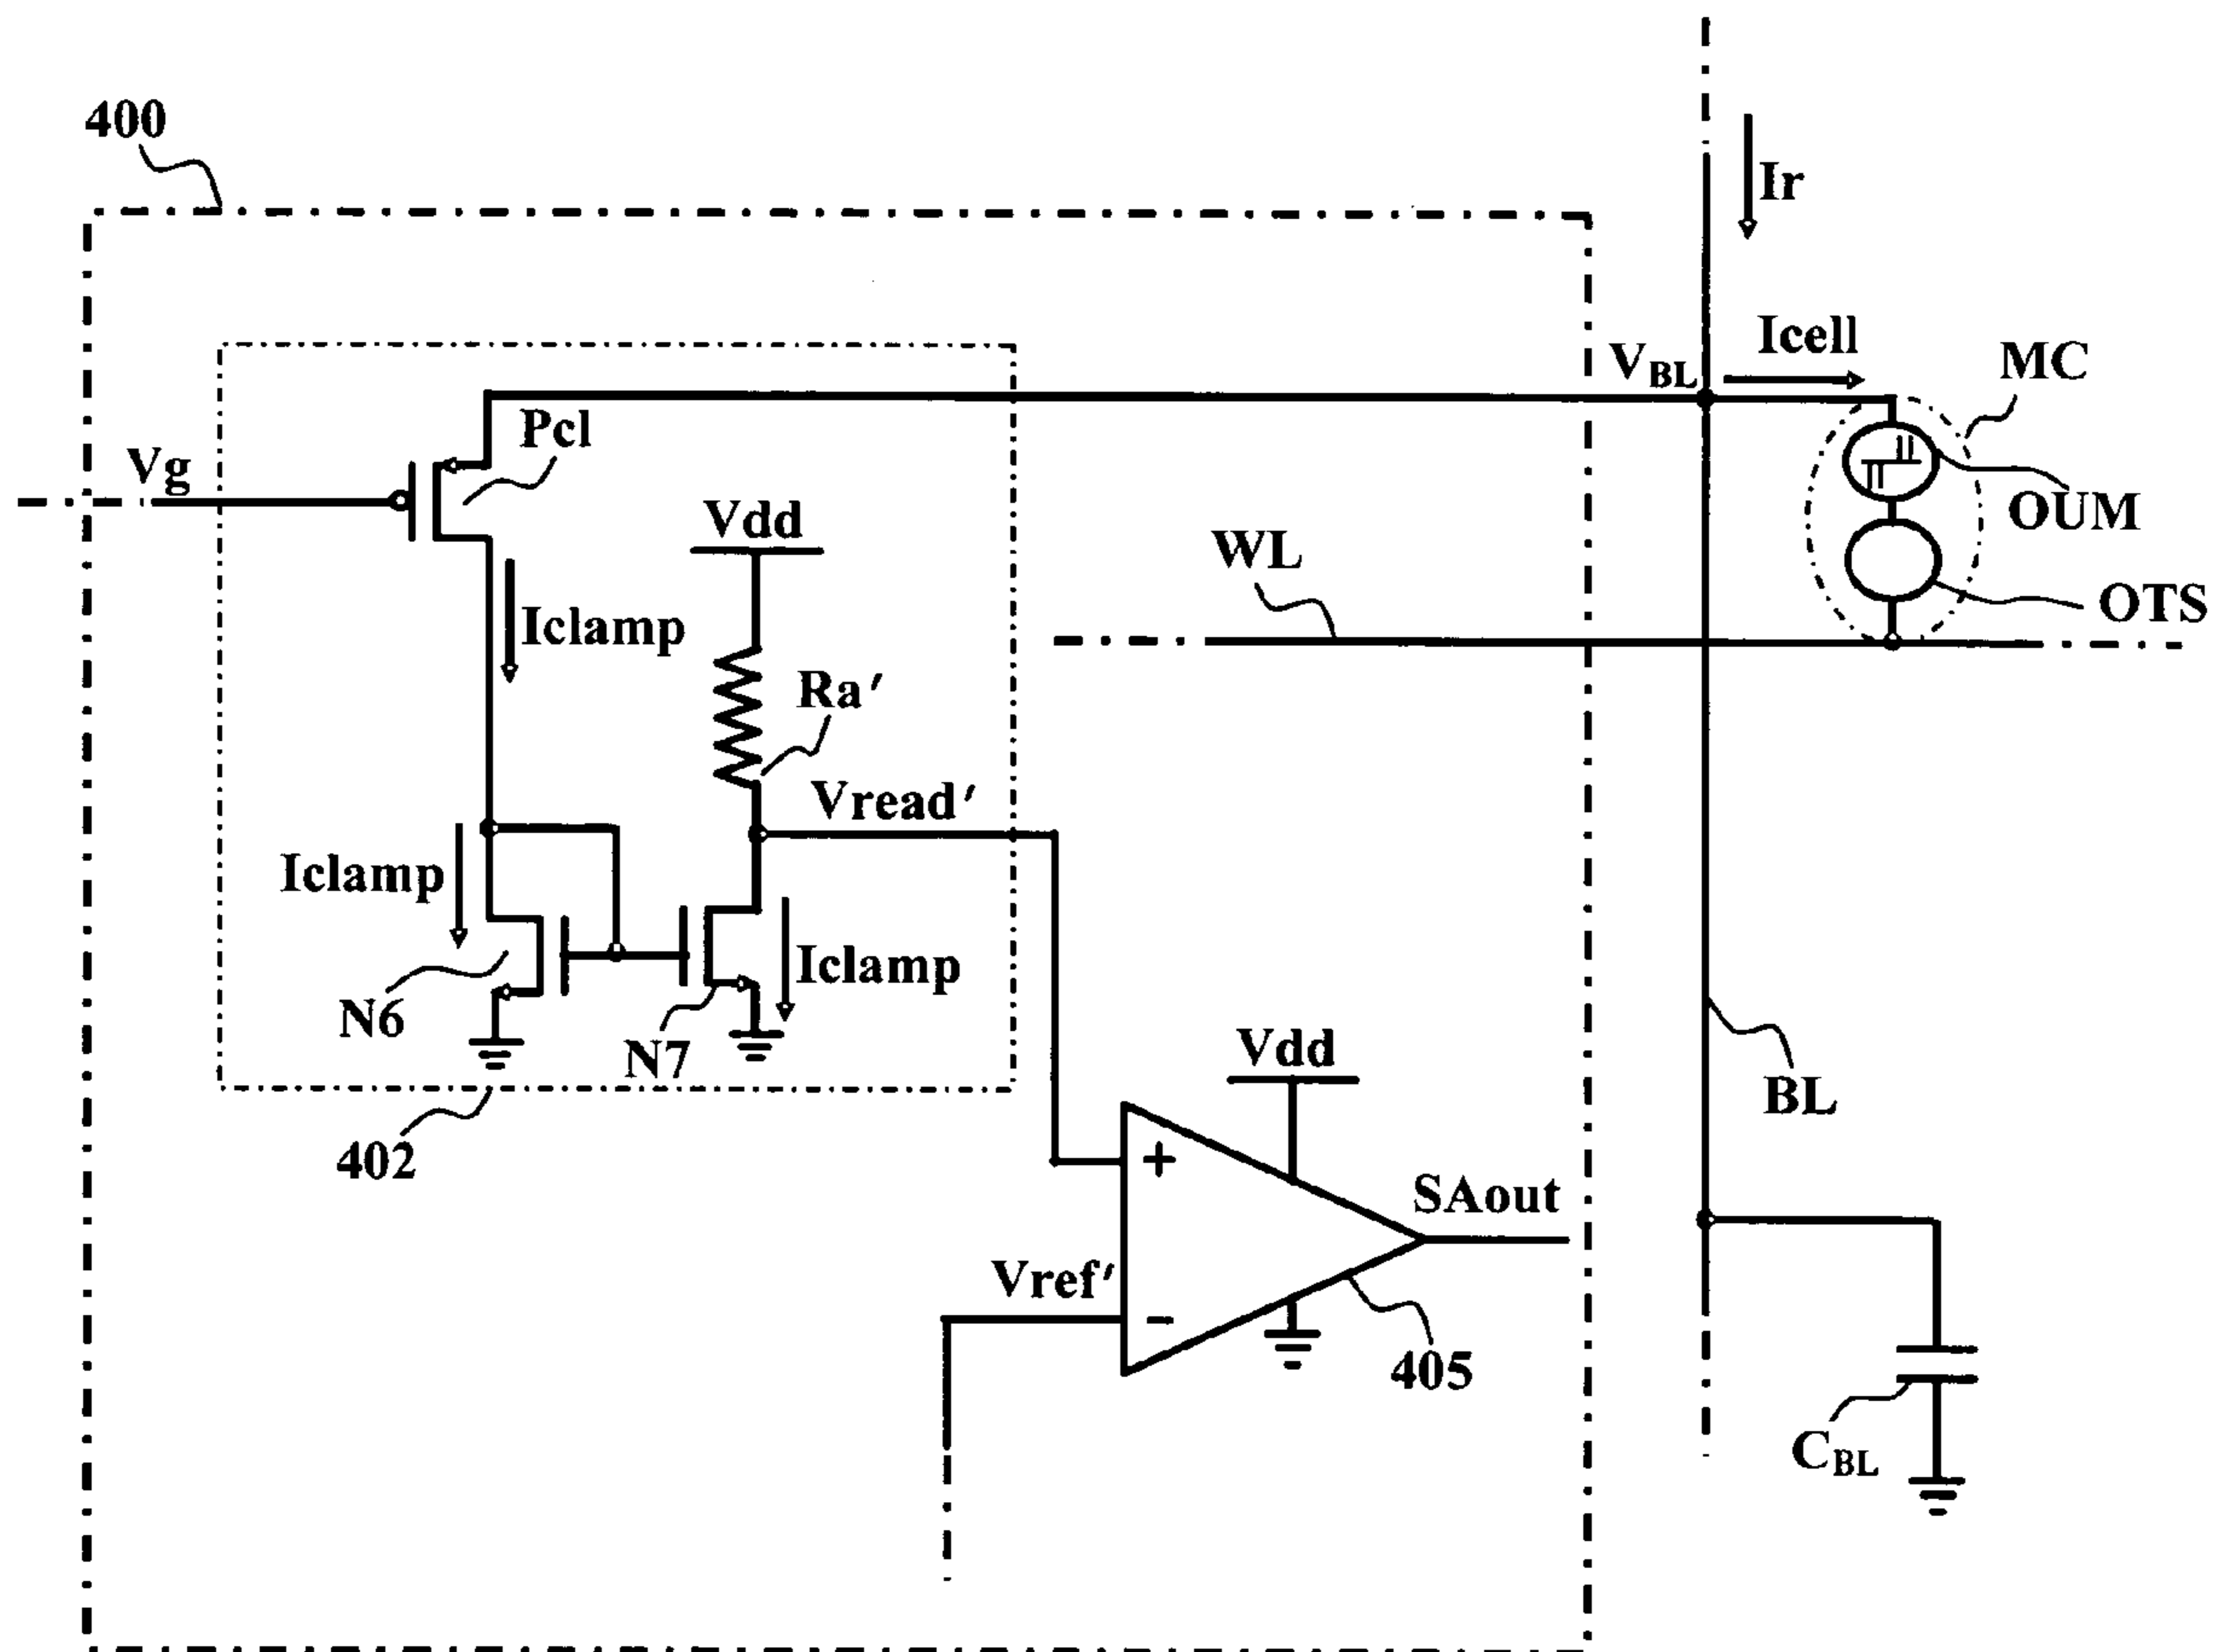 400
Ir
Icell
MC
VBL
Pcl
Vg
OUM
Vdd
WL
OTS
Iclamp
Ra′
Vread′
Iclamp
Iclamp
N6
N7
Vdd
BL
402
+
SAout
Vref′
-
405
CBL